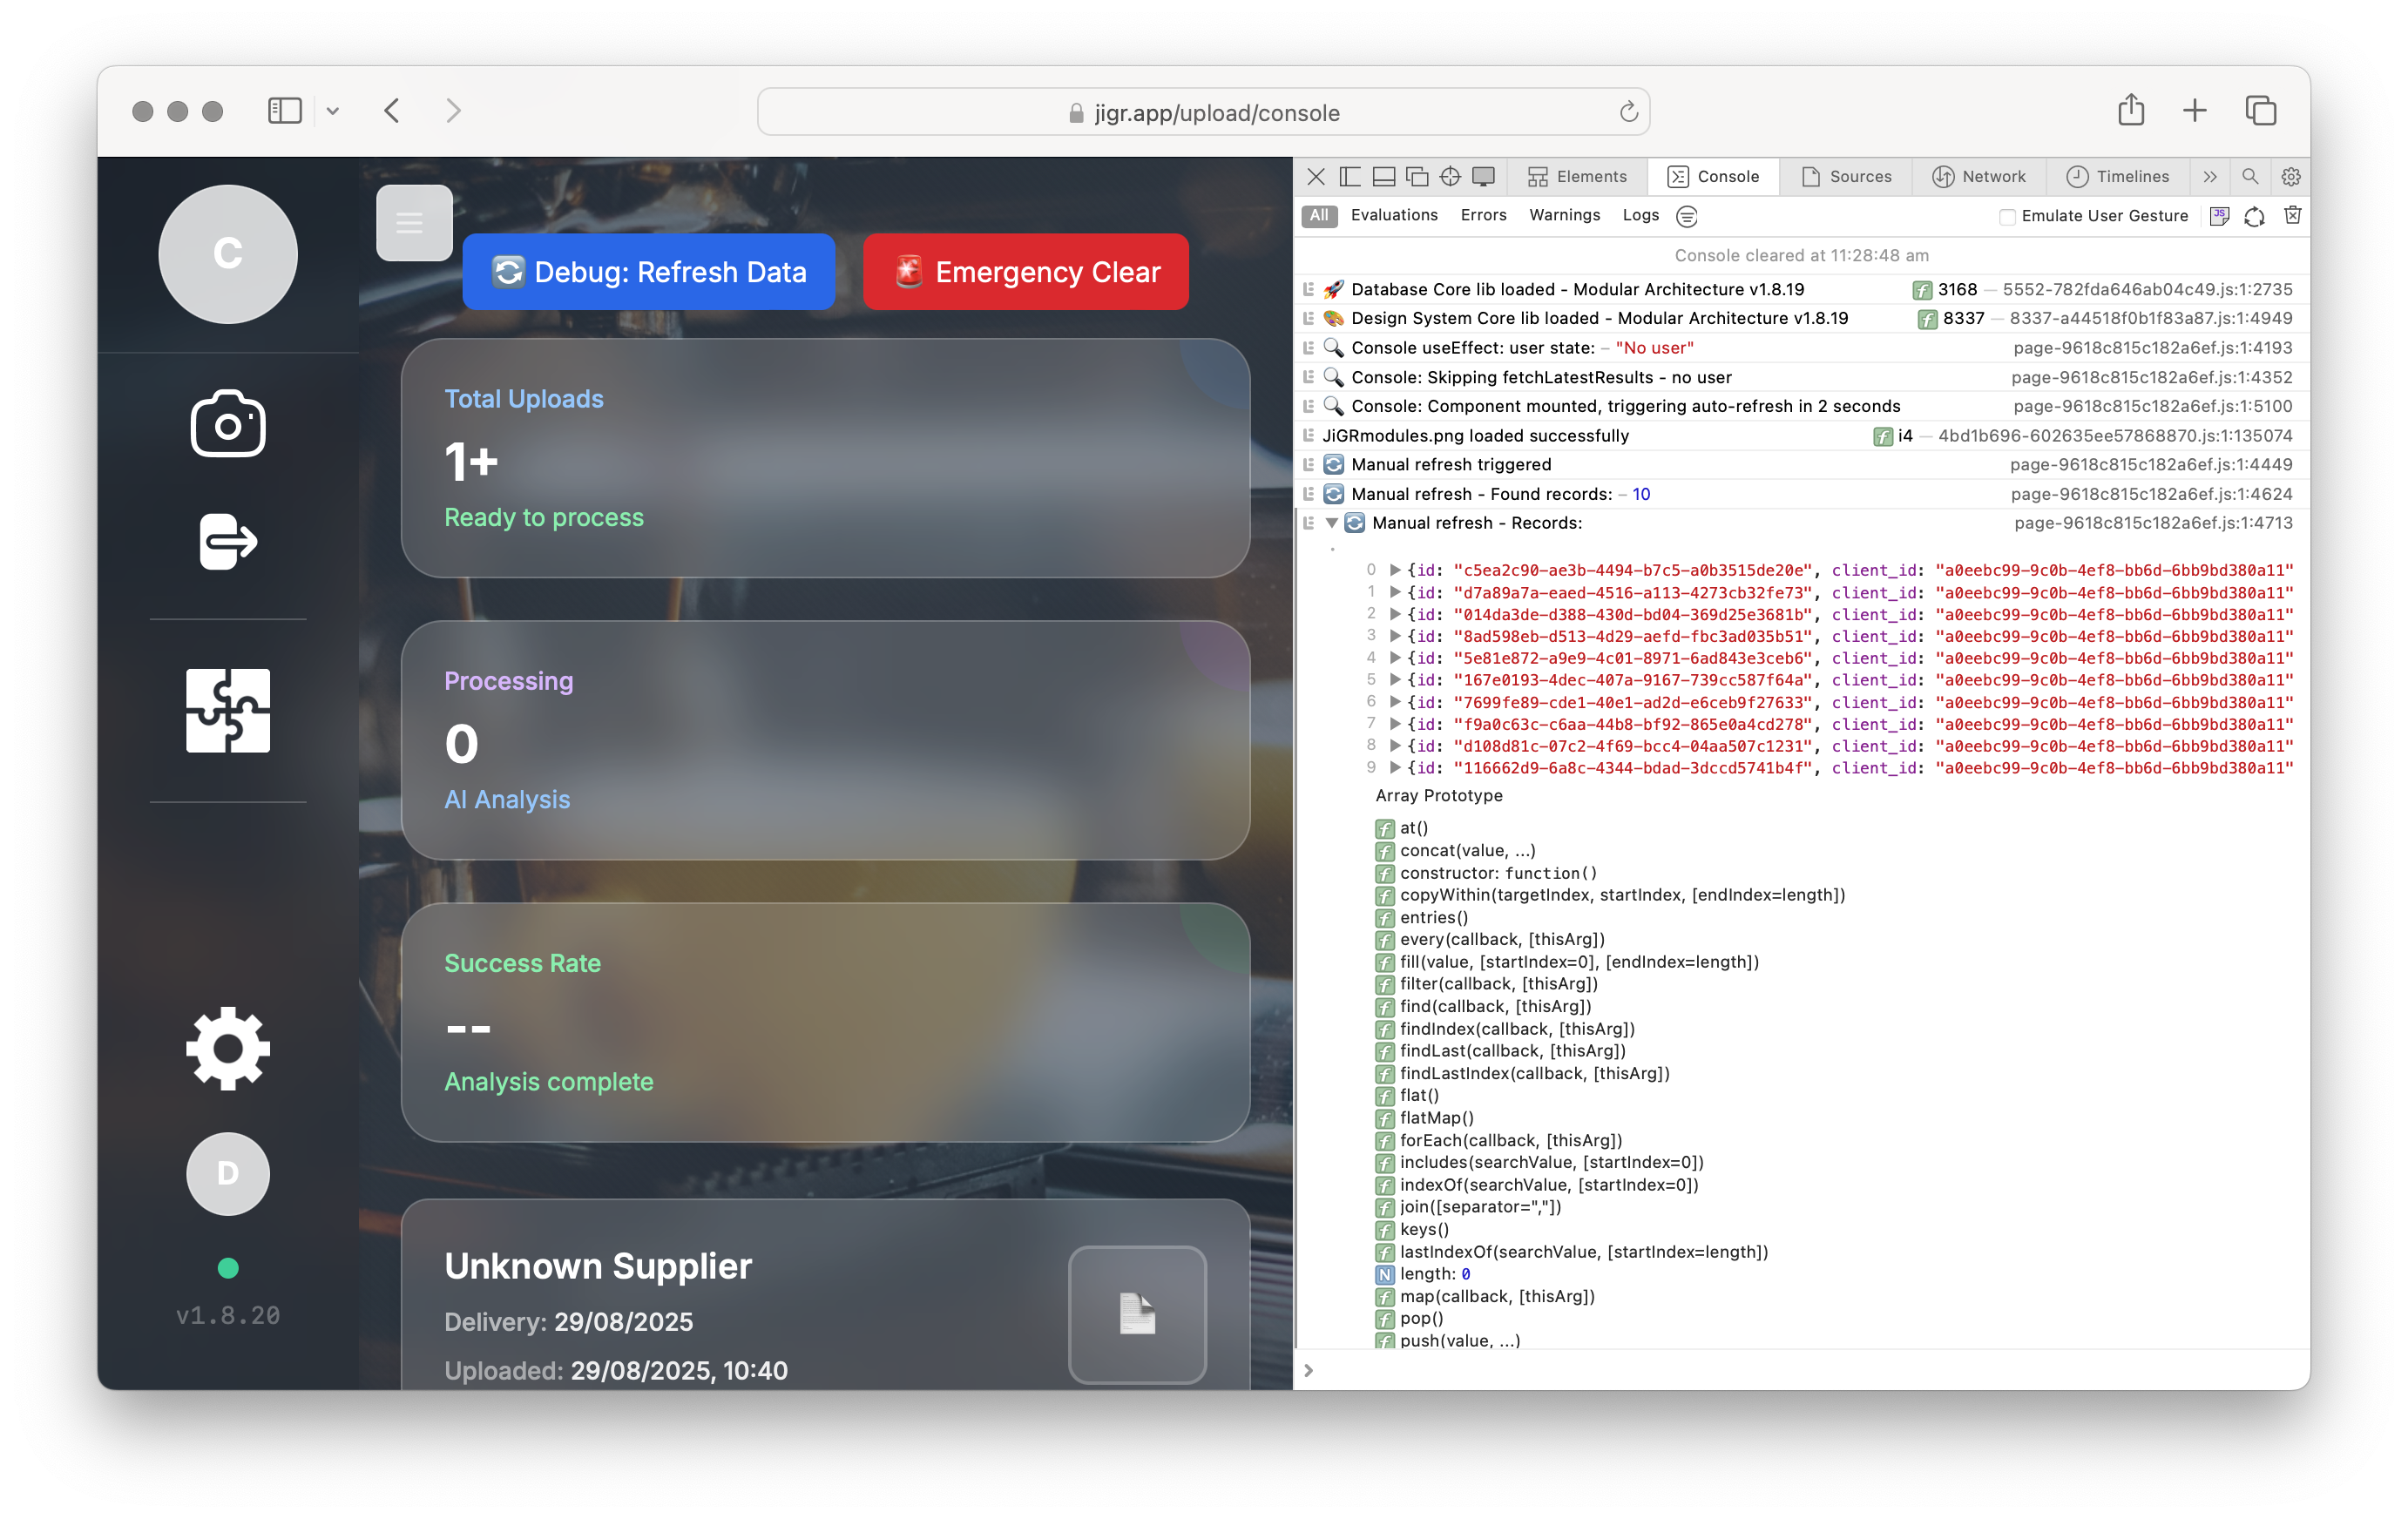 jigr.app/upload/console
C
Debug: Refresh Data
Emergency Clear
Total Uploads
1+
Ready to process
Processing
0
AI Analysis
Success Rate
--
Analysis complete
Unknown Supplier
Delivery: 29/08/2025
Uploaded: 29/08/2025, 10:40
D
v1.8.20
Elements
Console
Sources
Network
Timelines
All
Evaluations
Errors
Warnings
Logs
Emulate User Gesture
Console cleared at 11:28:48 am
Database Core lib loaded - Modular Architecture v1.8.19 f 3168 — 5552-782fda646ab04c49.js:1:2735
Design System Core lib loaded - Modular Architecture v1.8.19 f 8337 — 8337-a44518f0b1f83a87.js:1:4949
Console useEffect: user state: – "No user" page-9618c815c182a6ef.js:1:4193
Console: Skipping fetchLatestResults - no user page-9618c815c182a6ef.js:1:4352
Console: Component mounted, triggering auto-refresh in 2 seconds page-9618c815c182a6ef.js:1:5100
JiGRmodules.png loaded successfully f i4 — 4bd1b696-602635ee57868870.js:1:135074
Manual refresh triggered page-9618c815c182a6ef.js:1:4449
Manual refresh - Found records: – 10 page-9618c815c182a6ef.js:1:4624
Manual refresh - Records: page-9618c815c182a6ef.js:1:4713
0 {id: "c5ea2c90-ae3b-4494-b7c5-a0b3515de20e", client_id: "a0eebc99-9c0b-4ef8-bb6d-6bb9bd380a11"
1 {id: "d7a89a7a-eaed-4516-a113-4273cb32fe73", client_id: "a0eebc99-9c0b-4ef8-bb6d-6bb9bd380a11"
2 {id: "014da3de-d388-430d-bd04-369d25e3681b", client_id: "a0eebc99-9c0b-4ef8-bb6d-6bb9bd380a11"
3 {id: "8ad598eb-d513-4d29-aefd-fbc3ad035b51", client_id: "a0eebc99-9c0b-4ef8-bb6d-6bb9bd380a11"
4 {id: "5e81e872-a9e9-4c01-8971-6ad843e3ceb6", client_id: "a0eebc99-9c0b-4ef8-bb6d-6bb9bd380a11"
5 {id: "167e0193-4dec-407a-9167-739cc587f64a", client_id: "a0eebc99-9c0b-4ef8-bb6d-6bb9bd380a11"
6 {id: "7699fe89-cde1-40e1-ad2d-e6ceb9f27633", client_id: "a0eebc99-9c0b-4ef8-bb6d-6bb9bd380a11"
7 {id: "f9a0c63c-c6aa-44b8-bf92-865e0a4cd278", client_id: "a0eebc99-9c0b-4ef8-bb6d-6bb9bd380a11"
8 {id: "d108d81c-07c2-4f69-bcc4-04aa507c1231", client_id: "a0eebc99-9c0b-4ef8-bb6d-6bb9bd380a11"
9 {id: "116662d9-6a8c-4344-bdad-3dccd5741b4f", client_id: "a0eebc99-9c0b-4ef8-bb6d-6bb9bd380a11"
Array Prototype
f at()
f concat(value, …)
f constructor: function()
f copyWithin(targetIndex, startIndex, [endIndex=length])
f entries()
f every(callback, [thisArg])
f fill(value, [startIndex=0], [endIndex=length])
f filter(callback, [thisArg])
f find(callback, [thisArg])
f findIndex(callback, [thisArg])
f findLast(callback, [thisArg])
f findLastIndex(callback, [thisArg])
f flat()
f flatMap()
f forEach(callback, [thisArg])
f includes(searchValue, [startIndex=0])
f indexOf(searchValue, [startIndex=0])
f join([separator=","])
f keys()
f lastIndexOf(searchValue, [startIndex=length])
N length: 0
f map(callback, [thisArg])
f pop()
f push(value, …)